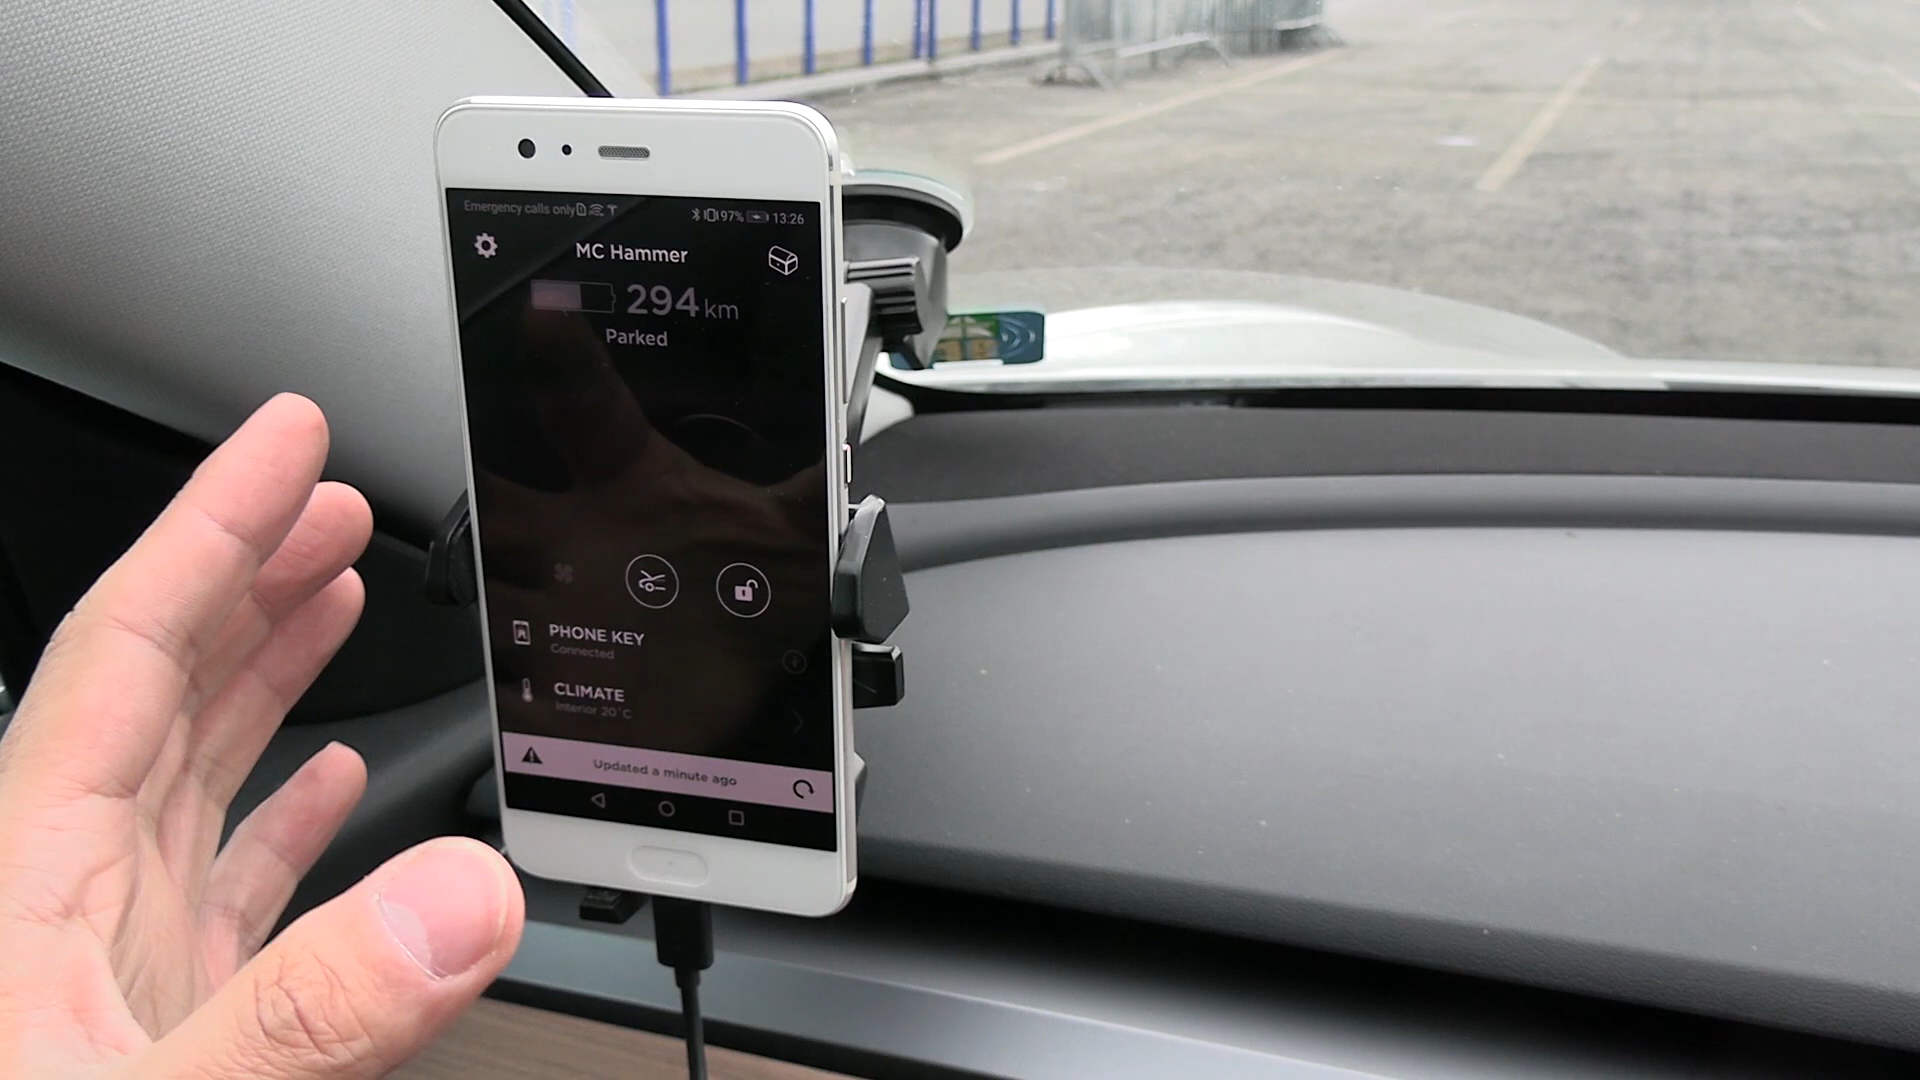 Emergency calls only 97% 13:26
MC Hammer
294 km
Parked
PHONE KEY
Connected
CLIMATE
Interior 20°C
Updated a minute ago